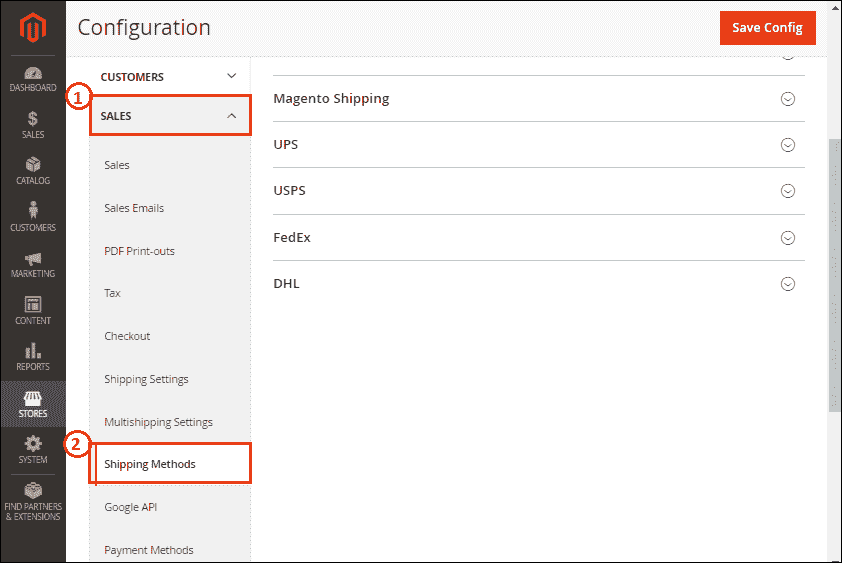 Configuration
Save Config
DASHBOARD
SALES
CATALOG
CUSTOMERS
MARKETING
CONTENT
REPORTS
STORES
SYSTEM
FIND PARTNERS
& EXTENSIONS
CUSTOMERS
1
SALES
Sales
Sales Emails
PDF Print-outs
Tax
Checkout
Shipping Settings
Multishipping Settings
2
Shipping Methods
Google API
Payment Methods
Magento Shipping
UPS
USPS
FedEx
DHL